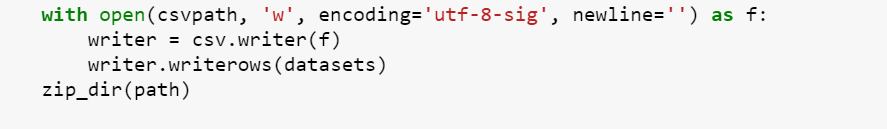 with open(csvpath, 'w', encoding='utf-8-sig', newline='') as f:
    writer = csv.writer(f)
    writer.writerows(datasets)
zip_dir(path)